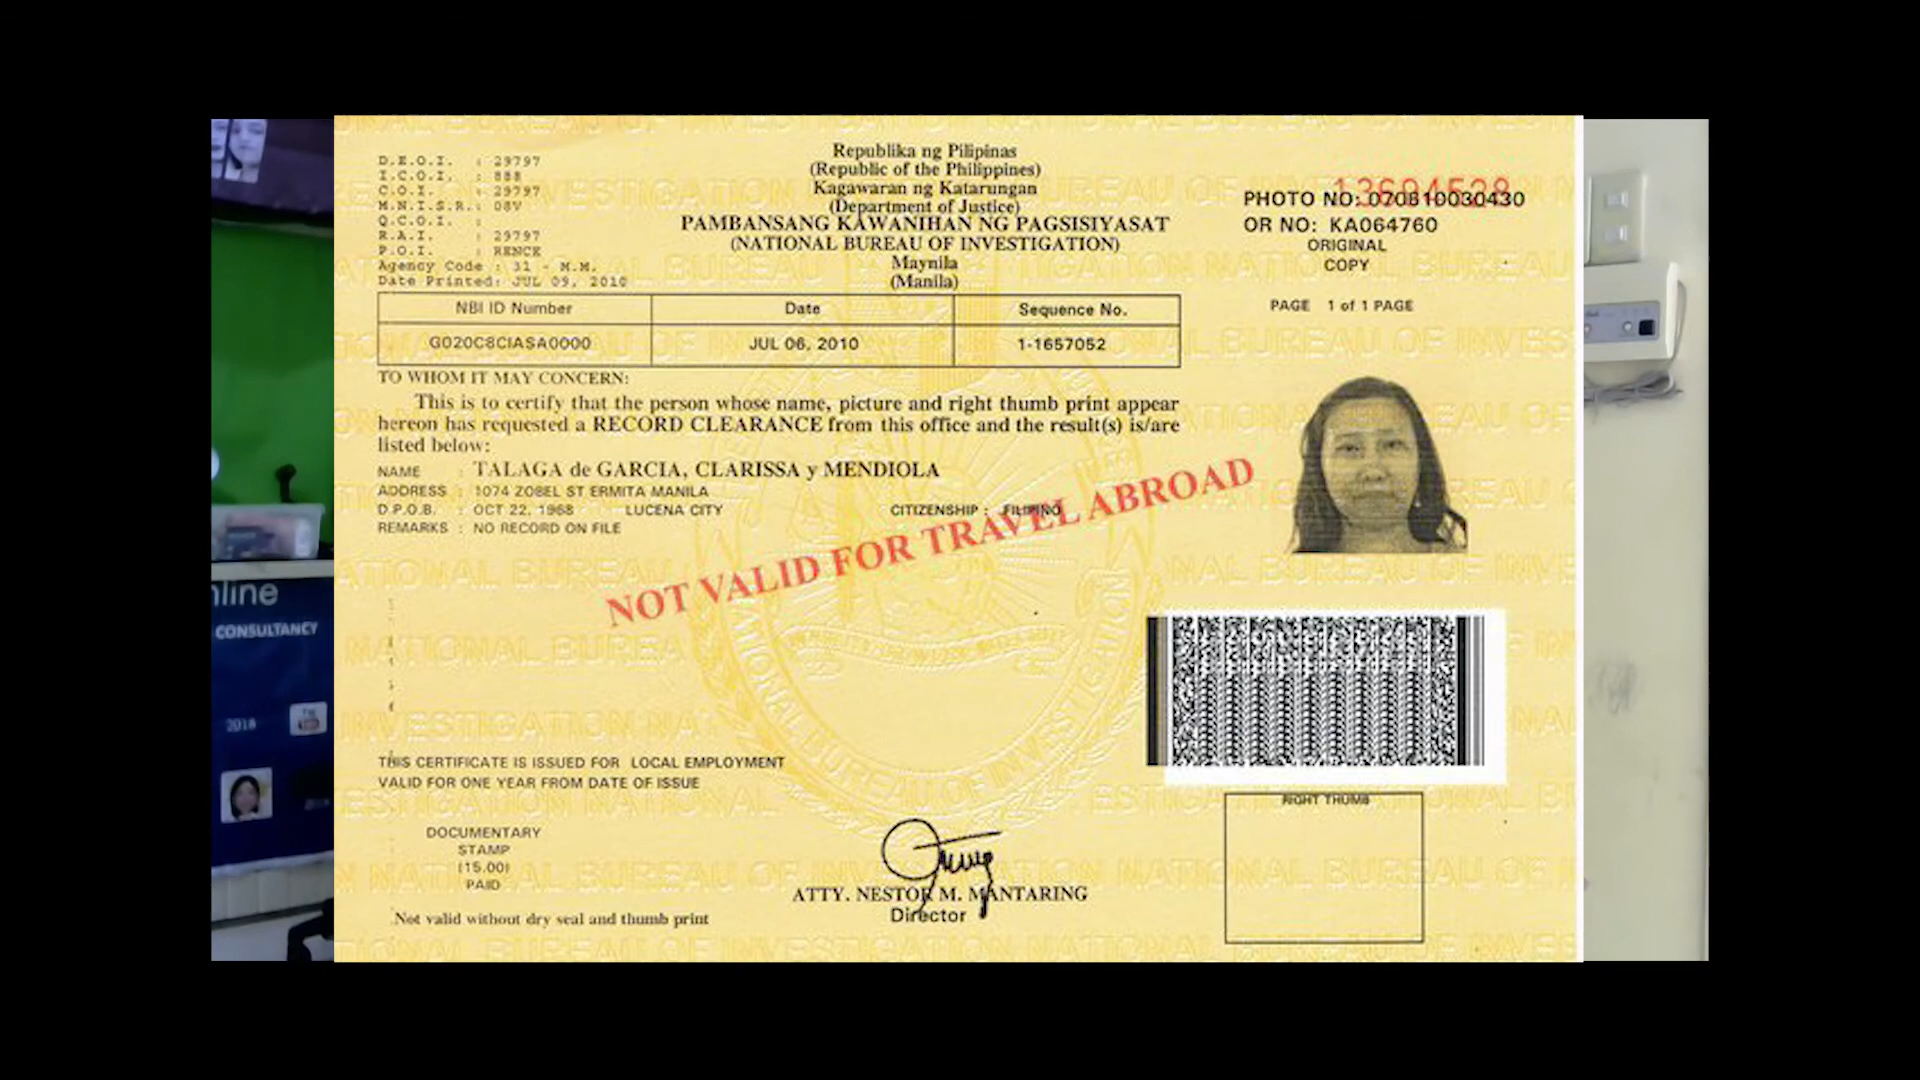 D.E.O.I. : 29797
I.C.O.I. : 888
C.O.I. : 29797
M.N.I.S.R.: 08V
Q.C.O.I. :
R.A.I. : 29797
P.O.I. : RENCE
Agency Code : 31 - M.M.
Date Printed: JUL 09, 2010
Republika ng Pilipinas
(Republic of the Philippines)
Kagawaran ng Katarungan
(Department of Justice)
PAMBANSANG KAWANIHAN NG PAGSISIYASAT
(NATIONAL BUREAU OF INVESTIGATION)
Maynila
(Manila)
13694528
PHOTO NO: 070610030430
OR NO: KA064760
ORIGINAL
COPY
PAGE 1 of 1 PAGE
NBI ID Number Date Sequence No.
G020C8CIASA0000 JUL 06, 2010 1-1657052
TO WHOM IT MAY CONCERN:
This is to certify that the person whose name, picture and right thumb print appear
hereon has requested a RECORD CLEARANCE from this office and the result(s) is/are
listed below:
NAME : TALAGA de GARCIA, CLARISSA y MENDIOLA
ADDRESS : 1074 ZOBEL ST ERMITA MANILA
D.P.O.B. : OCT 22, 1968 LUCENA CITY CITIZENSHIP : FILIPINO
REMARKS : NO RECORD ON FILE
NOT VALID FOR TRAVEL ABROAD
THIS CERTIFICATE IS ISSUED FOR LOCAL EMPLOYMENT
VALID FOR ONE YEAR FROM DATE OF ISSUE
DOCUMENTARY
STAMP
(15.00)
PAID
Not valid without dry seal and thumb print
ATTY. NESTOR M. MANTARING
Director
RIGHT THUMB
nline
CONSULTANCY
2018
NATIONAL BUREAU OF INVESTIGATION